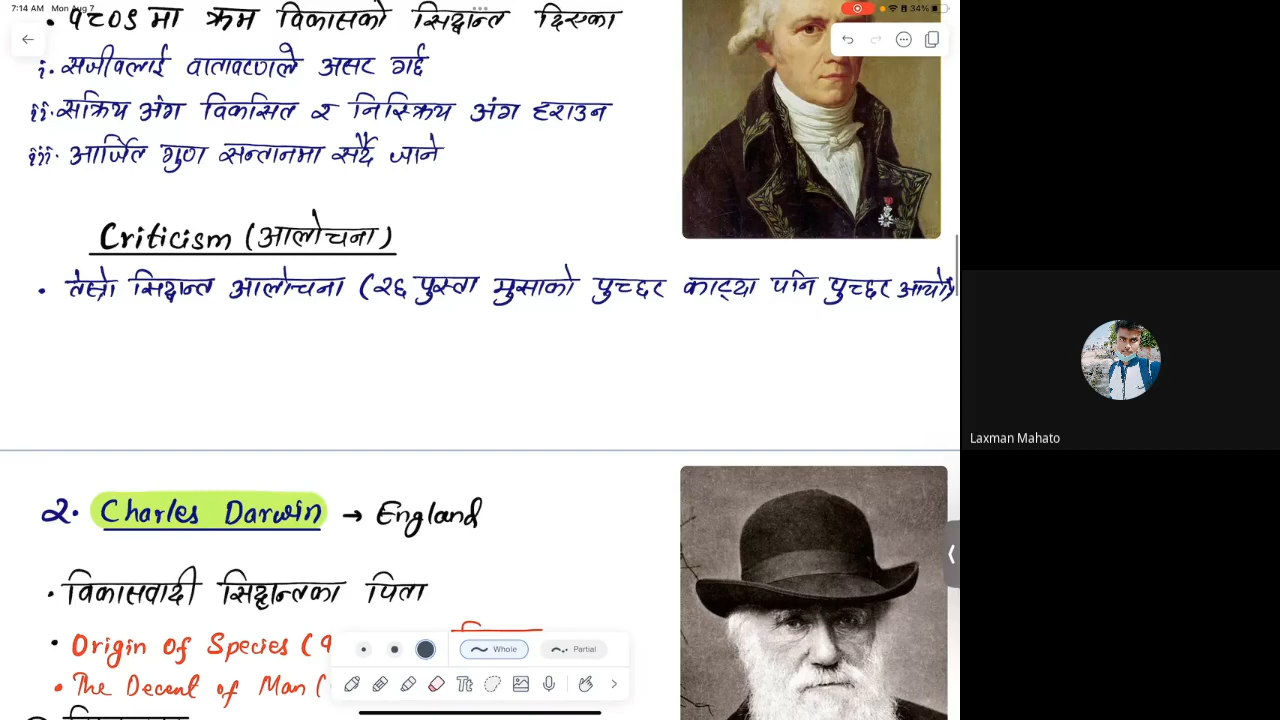 7:14 AM Mon Aug 7
34%
• १८०९ मा क्रम विकासको सिद्धान्त दिएका
i. सजीवलाई वातावरणले असर गर्छ
ii. सक्रिय अंग विकसित र निस्क्रिय अंग हराउन
iii. आर्जित गुण सन्तानमा सर्दै जाने
Criticism (आलोचना)
• तेस्रो सिद्धान्त आलोचना (२६ पुस्ता मुसाको पुच्छर काट्दा पनि पुच्छर आयो)
Laxman Mahato
2. Charles Darwin → England
• विकासवादी सिद्धान्तका पिता
• Origin of Species (१
Whole Partial
• The Decent of Man (
Tt